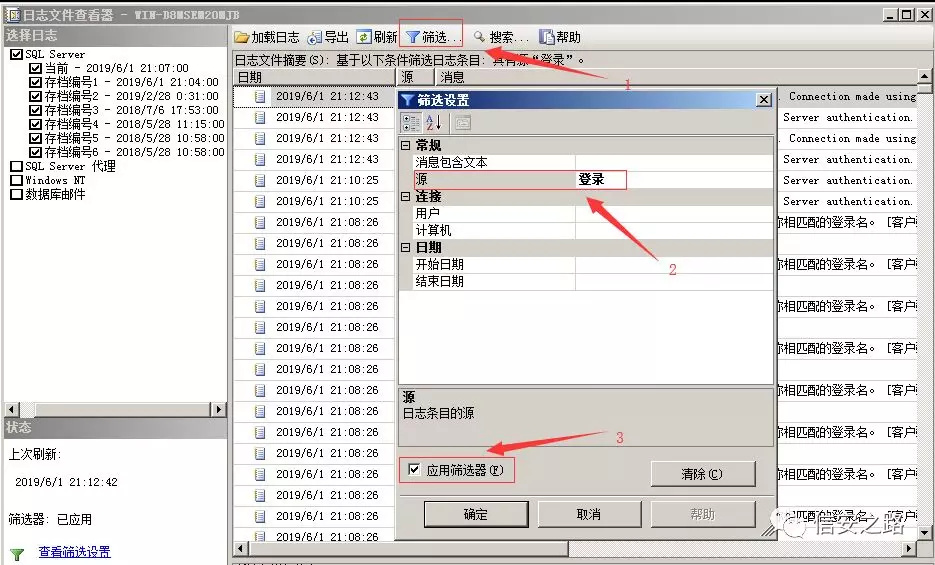 日志文件查看器 - WIN-D8MSEM20MJB
选择日志
SQL Server
当前 - 2019/6/1 21:07:00
存档编号1 - 2019/6/1 21:04:00
存档编号2 - 2019/2/28 0:31:00
存档编号3 - 2018/7/6 17:53:00
存档编号4 - 2018/5/28 11:15:00
存档编号5 - 2018/5/28 10:58:00
存档编号6 - 2018/5/28 10:58:00
SQL Server 代理
Windows NT
数据库邮件
状态
上次刷新:
2019/6/1 21:12:42
筛选器: 已应用
查看筛选设置
加载日志 导出 刷新 筛选... 搜索... 帮助
日志文件摘要(S): 基于以下条件筛选日志条目: 具有源“登录”。
1
日期 源 消息
2019/6/1 21:12:43 . Connection made using
2019/6/1 21:12:43 Server authentication.
2019/6/1 21:12:43 . Connection made using
2019/6/1 21:12:43 Server authentication.
2019/6/1 21:10:25 Server authentication.
2019/6/1 21:10:25 Server authentication.
2019/6/1 21:08:26 相匹配的登录名。 [客户
2019/6/1 21:08:26
2019/6/1 21:08:26 相匹配的登录名。 [客户
2019/6/1 21:08:26
2019/6/1 21:08:26 相匹配的登录名。 [客户
2019/6/1 21:08:26
2019/6/1 21:08:26 相匹配的登录名。 [客户
2019/6/1 21:08:26
2019/6/1 21:08:26 相匹配的登录名。 [客户
2019/6/1 21:08:26
2019/6/1 21:08:26 相匹配的登录名。 [客户
2019/6/1 21:08:26
2019/6/1 21:08:26 相匹配的登录名。 [客户
2019/6/1 21:08:26
2019/6/1 21:08:26 匹配的登录名。 [客户
2019/6/1 21:08:26
筛选设置
常规
消息包含文本
源 登录
连接
用户
计算机
2
日期
开始日期
结束日期
源
日志条目的源
3
应用筛选器(F)
清除(C)
确定 取消 帮助
信安之路